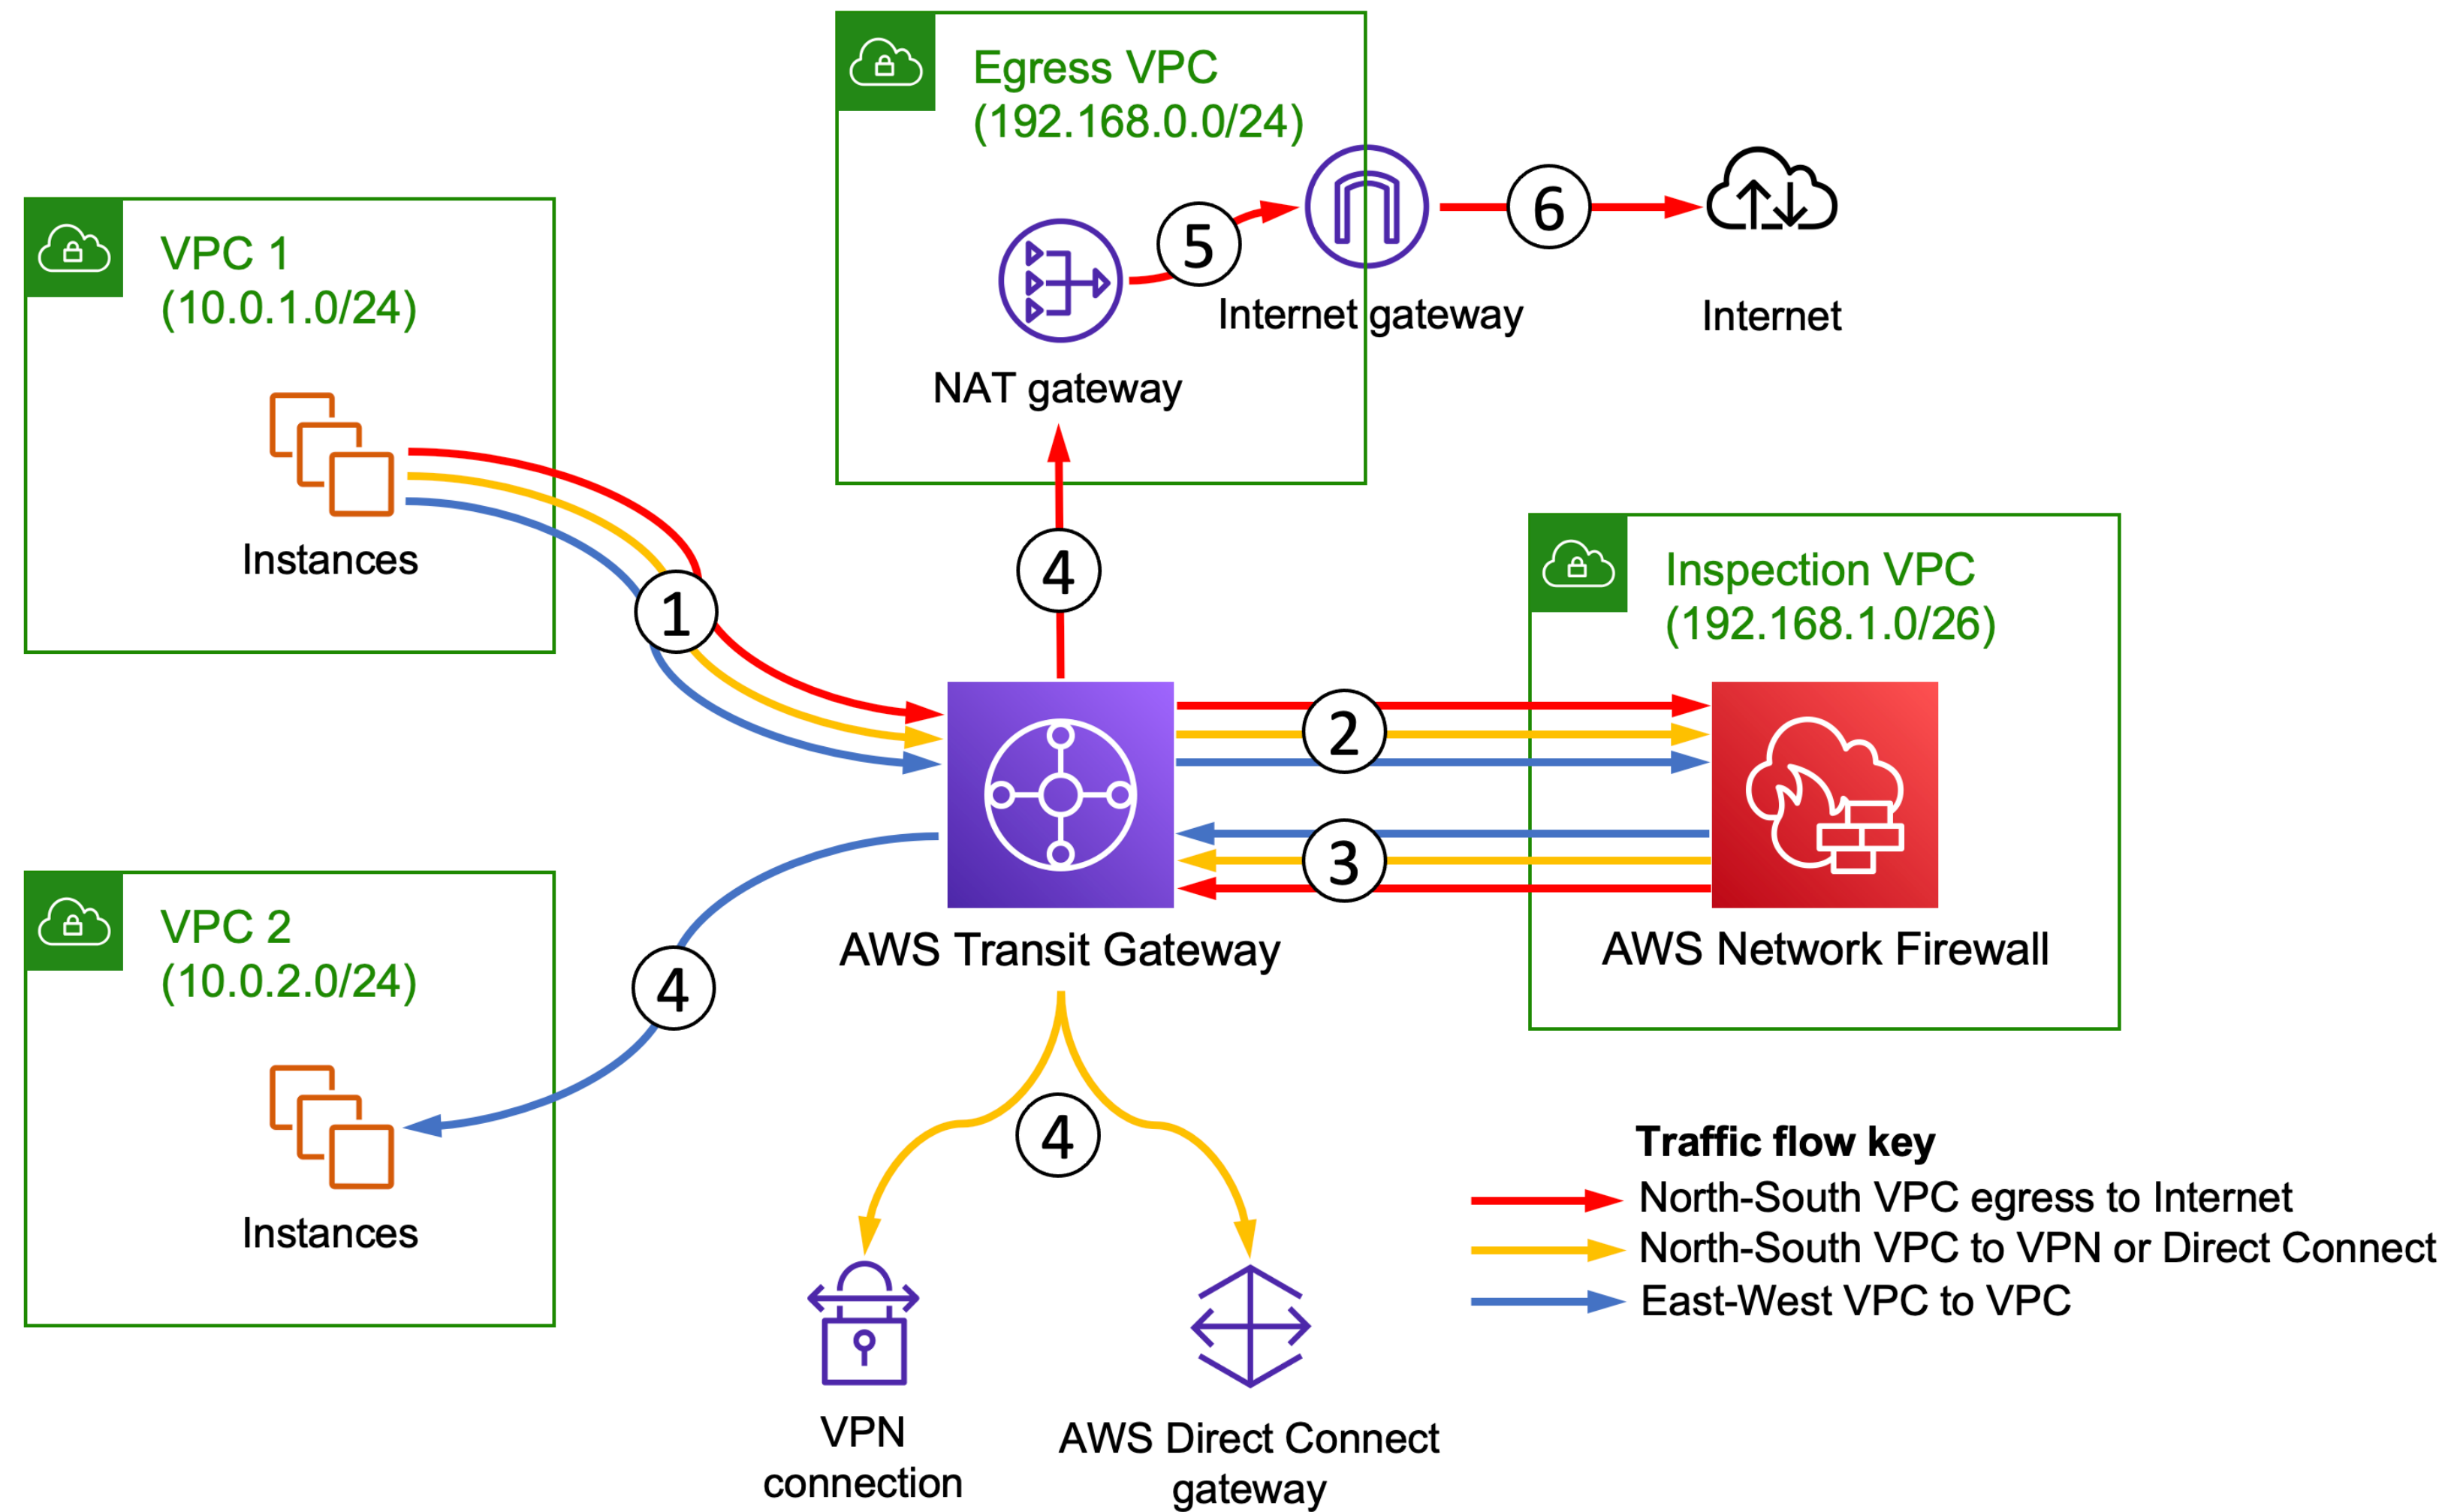 Egress VPC
(192.168.0.0/24)
5
6
Internet gateway
Internet
NAT gateway
VPC 1
(10.0.1.0/24)
Instances
1
4
Inspection VPC
(192.168.1.0/26)
2
3
AWS Transit Gateway
AWS Network Firewall
VPC 2
(10.0.2.0/24)
4
Instances
4
VPN
connection
AWS Direct Connect
gateway
Traffic flow key
North-South VPC egress to Internet
North-South VPC to VPN or Direct Connect
East-West VPC to VPC